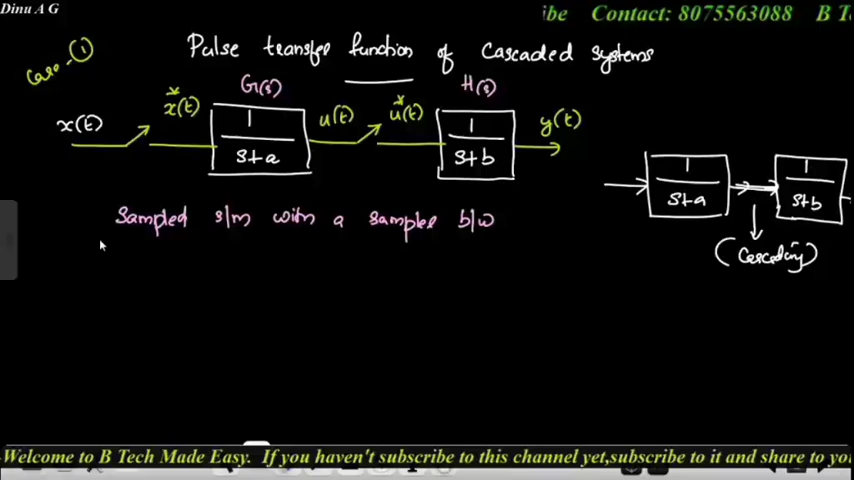 Dinu A G
ibe Contact: 8075563088 B Te
Case-①
Pulse transfer function of Cascaded systems
G(s)
H(s)
x(t)
x*(t)
1
s+a
u(t)
u*(t)
1
s+b
y(t)
1
s+a
1
s+b
(Cascading)
Sampled s/m with a sampler b/w
Welcome to B Tech Made Easy. If you haven't subscribe to this channel yet,subscribe to it and share to yo